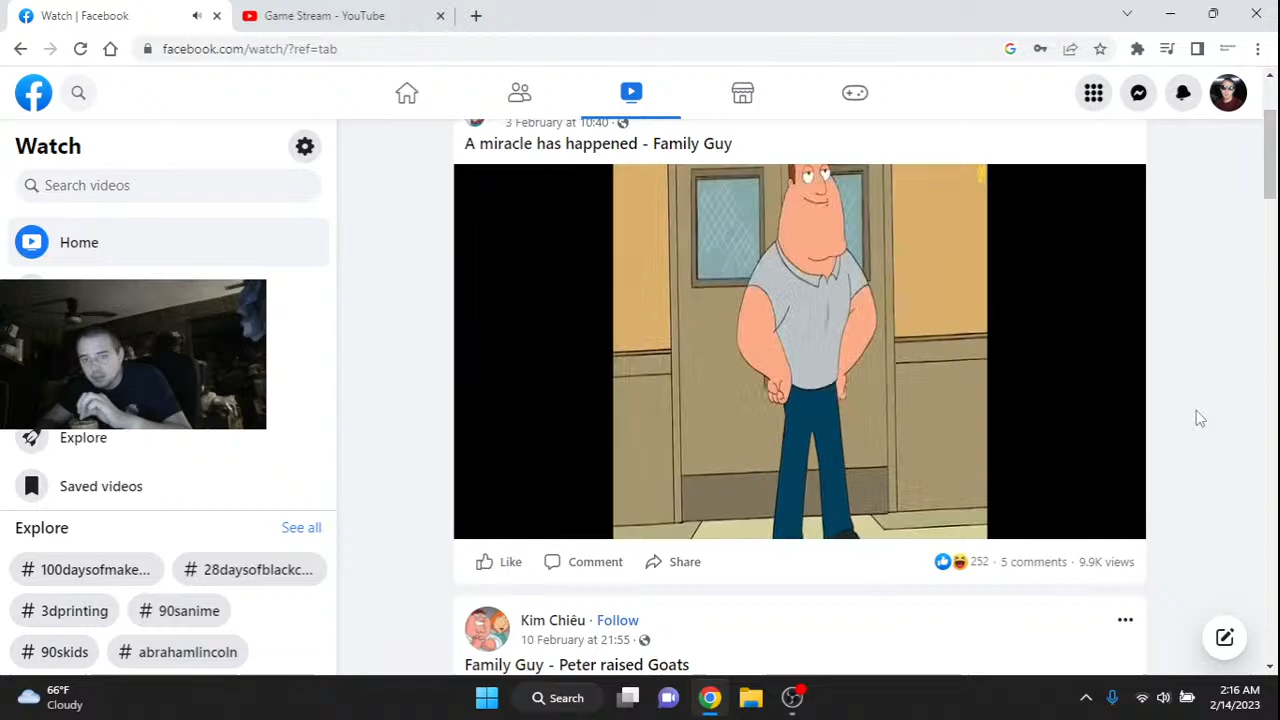 Watch | Facebook
Game Stream - YouTube
facebook.com/watch/?ref=tab
Watch
Search videos
Home
Explore
Saved videos
Explore
See all
# 100daysofmake...
# 28daysofblackc...
# 3dprinting
# 90sanime
# 90skids
# abrahamlincoln
3 February at 10:40 ·
A miracle has happened - Family Guy
Like
Comment
Share
252 · 5 comments · 9.9K views
Kim Chiêu · Follow
10 February at 21:55 ·
Family Guy - Peter raised Goats
66°F
Cloudy
Search
2:16 AM
2/14/2023